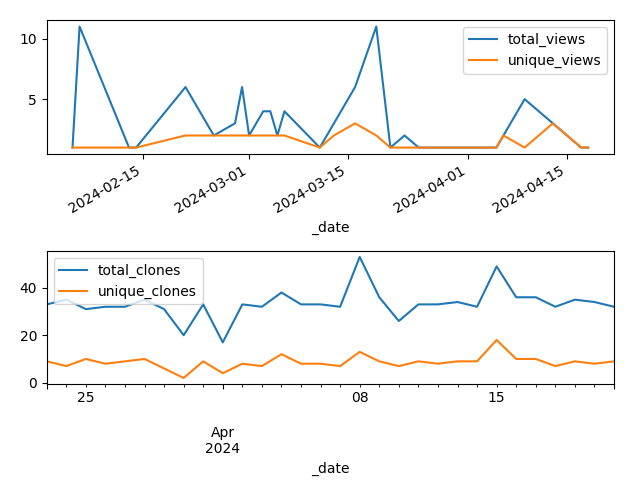 10
5
total_views
unique_views
2024-02-15
2024-03-01
2024-03-15
2024-04-01
2024-04-15
_date
40
20
0
total_clones
unique_clones
25
08
15
Apr
2024
_date